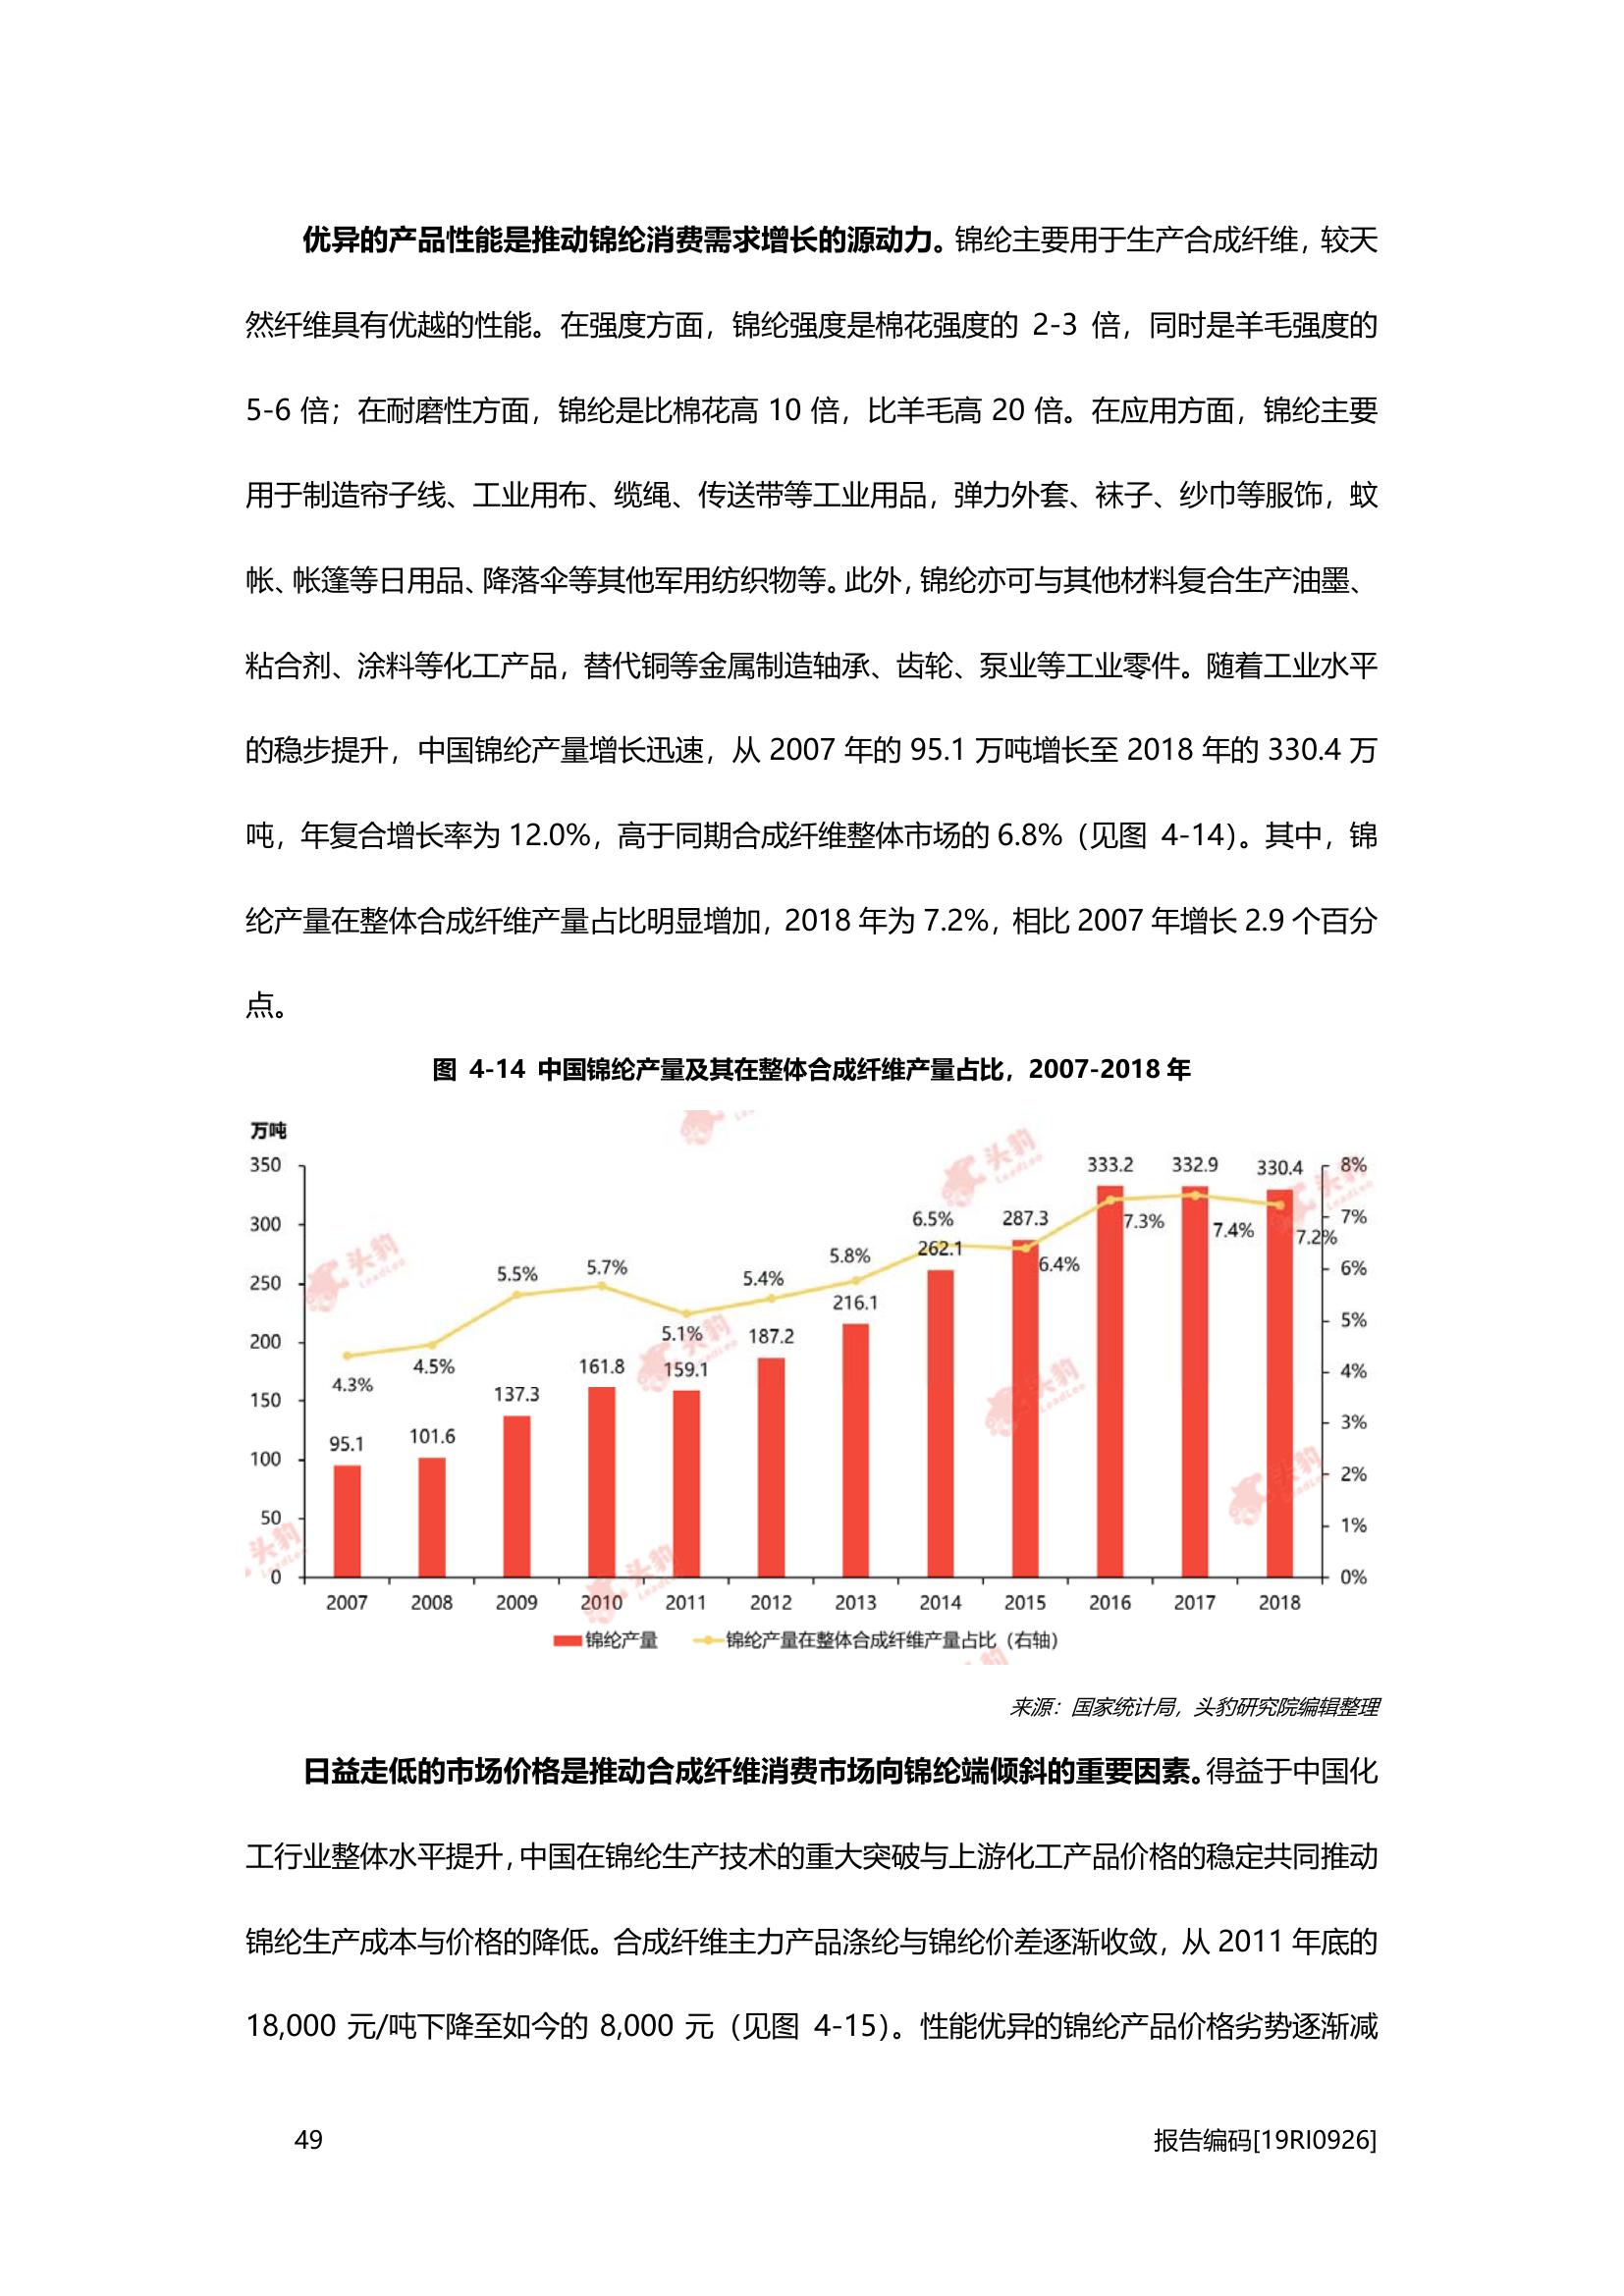 优异的产品性能是推动锦纶消费需求增长的源动力。锦纶主要用于生产合成纤维，较天
然纤维具有优越的性能。在强度方面，锦纶强度是棉花强度的 2-3 倍，同时是羊毛强度的
5-6 倍；在耐磨性方面，锦纶是比棉花高 10 倍，比羊毛高 20 倍。在应用方面，锦纶主要
用于制造帘子线、工业用布、缆绳、传送带等工业用品，弹力外套、袜子、纱巾等服饰，蚊
帐、帐篷等日用品、降落伞等其他军用纺织物等。此外，锦纶亦可与其他材料复合生产油墨、
粘合剂、涂料等化工产品，替代铜等金属制造轴承、齿轮、泵业等工业零件。随着工业水平
的稳步提升，中国锦纶产量增长迅速，从 2007 年的 95.1 万吨增长至 2018 年的 330.4 万
吨，年复合增长率为 12.0%，高于同期合成纤维整体市场的 6.8%（见图 4-14）。其中，锦
纶产量在整体合成纤维产量占比明显增加，2018 年为 7.2%，相比 2007 年增长 2.9 个百分
点。
图 4-14 中国锦纶产量及其在整体合成纤维产量占比，2007-2018 年
万吨
350 333.2 332.9 330.4 8%
300 6.5% 287.3 7.3% 7.4% 7.2% 7%
250 5.5% 5.7% 5.4% 5.8% 262.1 6.4% 6%
216.1 5%
200 4.3% 4.5% 5.1% 187.2 4%
150 137.3 161.8 159.1 3%
100 95.1 101.6 2%
50 1%
0 0%
2007 2008 2009 2010 2011 2012 2013 2014 2015 2016 2017 2018
锦纶产量 锦纶产量在整体合成纤维产量占比（右轴）
头豹 LeadLeo
来源：国家统计局，头豹研究院编辑整理
日益走低的市场价格是推动合成纤维消费市场向锦纶端倾斜的重要因素。得益于中国化
工行业整体水平提升，中国在锦纶生产技术的重大突破与上游化工产品价格的稳定共同推动
锦纶生产成本与价格的降低。合成纤维主力产品涤纶与锦纶价差逐渐收敛，从 2011 年底的
18,000 元/吨下降至如今的 8,000 元（见图 4-15）。性能优异的锦纶产品价格劣势逐渐减
49 报告编码[19RI0926]